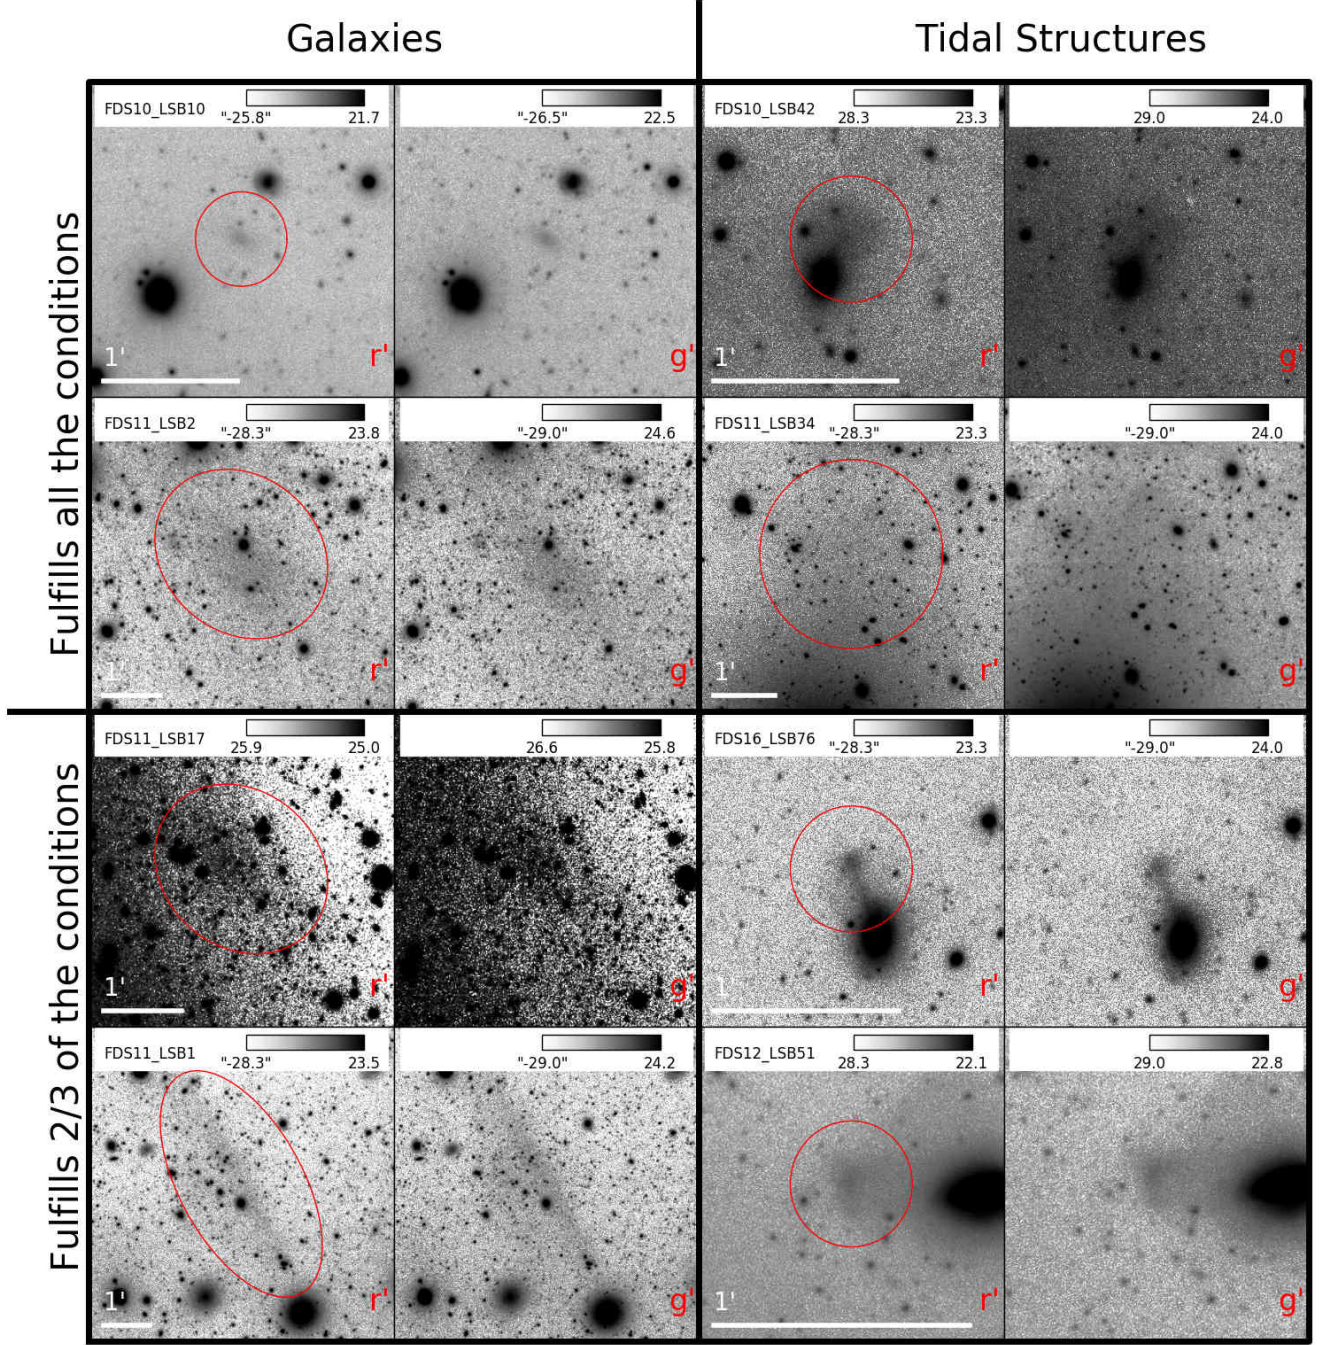 Galaxies Tidal Structures
Fulfills all the conditions
FDS10_LSB10 "-25.8" 21.7 "-26.5" 22.5 FDS10_LSB42 28.3 23.3 29.0 24.0
1' r' g' 1' r' g'
FDS11_LSB2 "-28.3" 23.8 "-29.0" 24.6 FDS11_LSB34 "-28.3" 23.3 "-29.0" 24.0
1' r' g' 1' r' g'
Fulfills 2/3 of the conditions
FDS11_LSB17 25.9 25.0 26.6 25.8 FDS16_LSB76 "-28.3" 23.3 "-29.0" 24.0
1' r' g' 1' r' g'
FDS11_LSB1 "-28.3" 23.5 "-29.0" 24.2 FDS12_LSB51 28.3 22.1 29.0 22.8
1' r' g' 1' r' g'